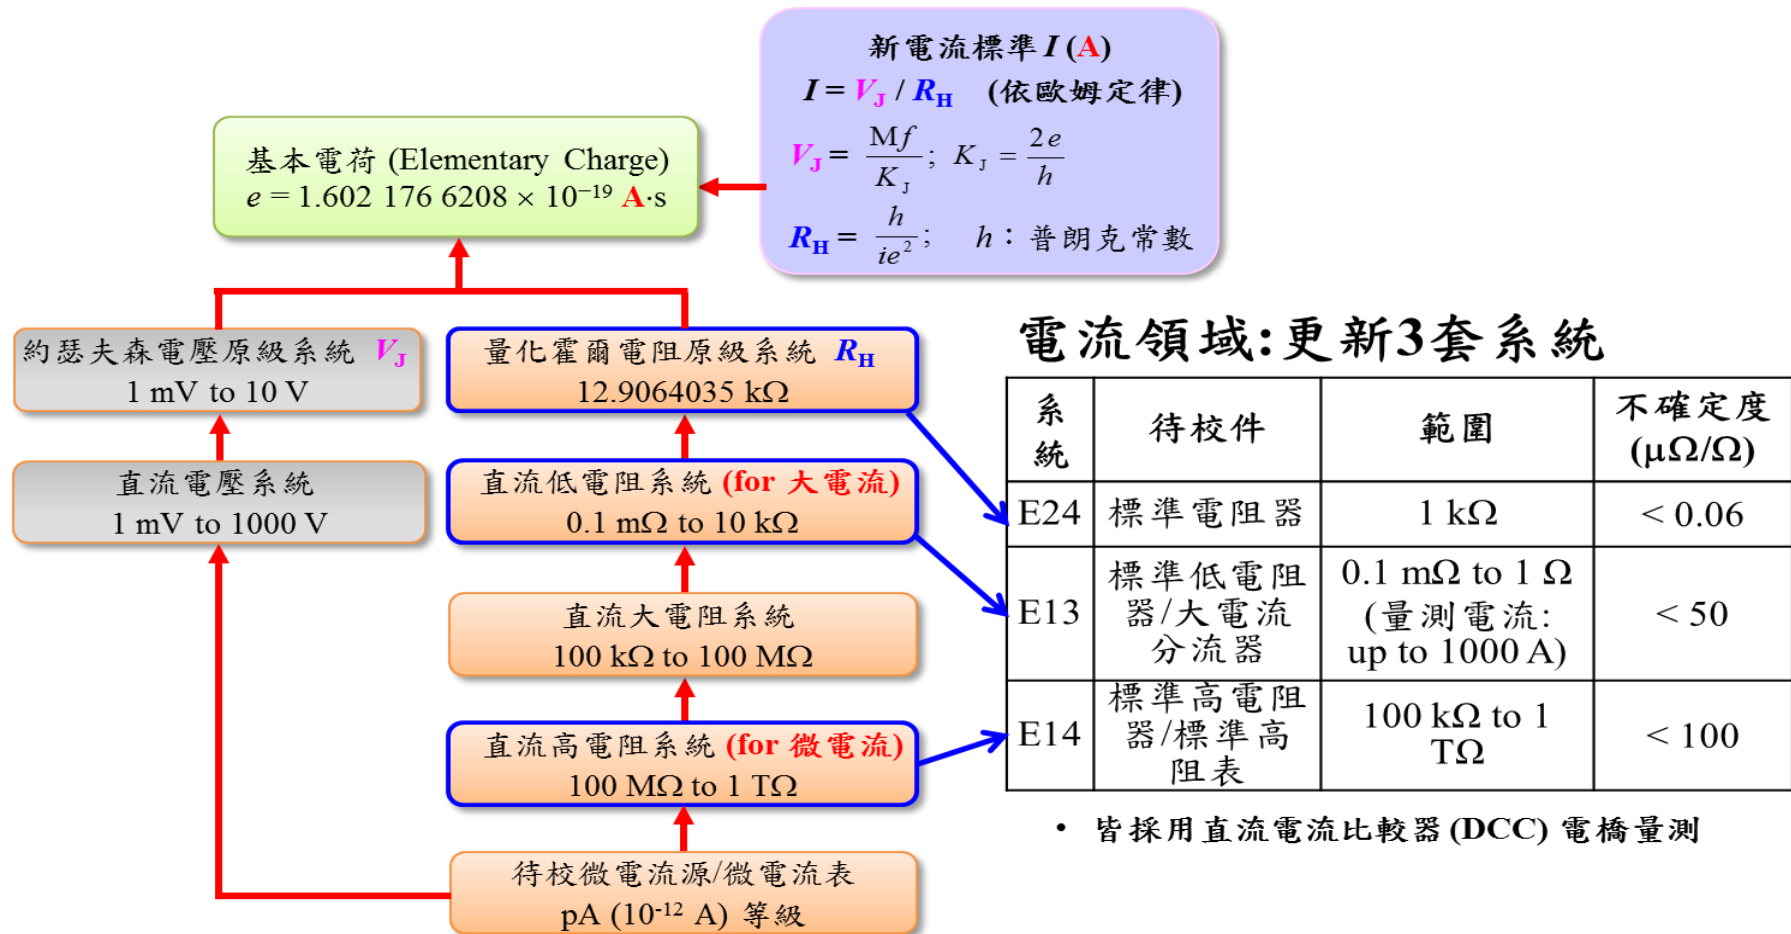 新電流標準 I (A)
I = V_J / R_H (依歐姆定律)
V_J = Mf / K_J ; K_J = 2e / h
R_H = h / ie² ; h：普朗克常數
基本電荷 (Elementary Charge)
e = 1.602 176 6208 × 10⁻¹⁹ A·s
約瑟夫森電壓原級系統 V_J
1 mV to 10 V
直流電壓系統
1 mV to 1000 V
量化霍爾電阻原級系統 R_H
12.9064035 kΩ
直流低電阻系統 (for 大電流)
0.1 mΩ to 10 kΩ
直流大電阻系統
100 kΩ to 100 MΩ
直流高電阻系統 (for 微電流)
100 MΩ to 1 TΩ
待校微電流源/微電流表
pA (10⁻¹² A) 等級
電流領域:更新3套系統
系
統
待校件
範圍
不確定度
(μΩ/Ω)
E24
標準電阻器
1 kΩ
< 0.06
E13
標準低電阻
器/大電流
分流器
0.1 mΩ to 1 Ω
(量測電流:
up to 1000 A)
< 50
E14
標準高電阻
器/標準高
阻表
100 kΩ to 1
TΩ
< 100
• 皆採用直流電流比較器 (DCC) 電橋量測